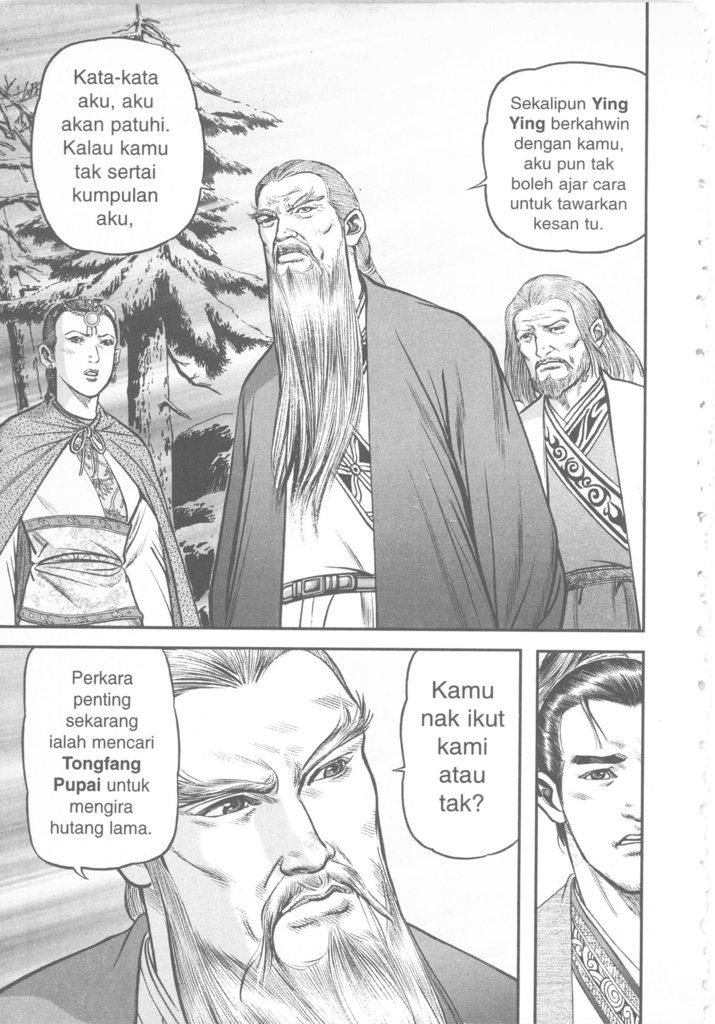 Kata-kata
aku, aku
akan patuhi.
Kalau kamu
tak sertai
kumpulan
aku,
Sekalipun Ying
Ying berkahwin
dengan kamu,
aku pun tak
boleh ajar cara
untuk tawarkan
kesan tu.
Perkara
penting
sekarang
ialah mencari
Tongfang
Pupai untuk
mengira
hutang lama.
Kamu
nak ikut
kami
atau
tak?